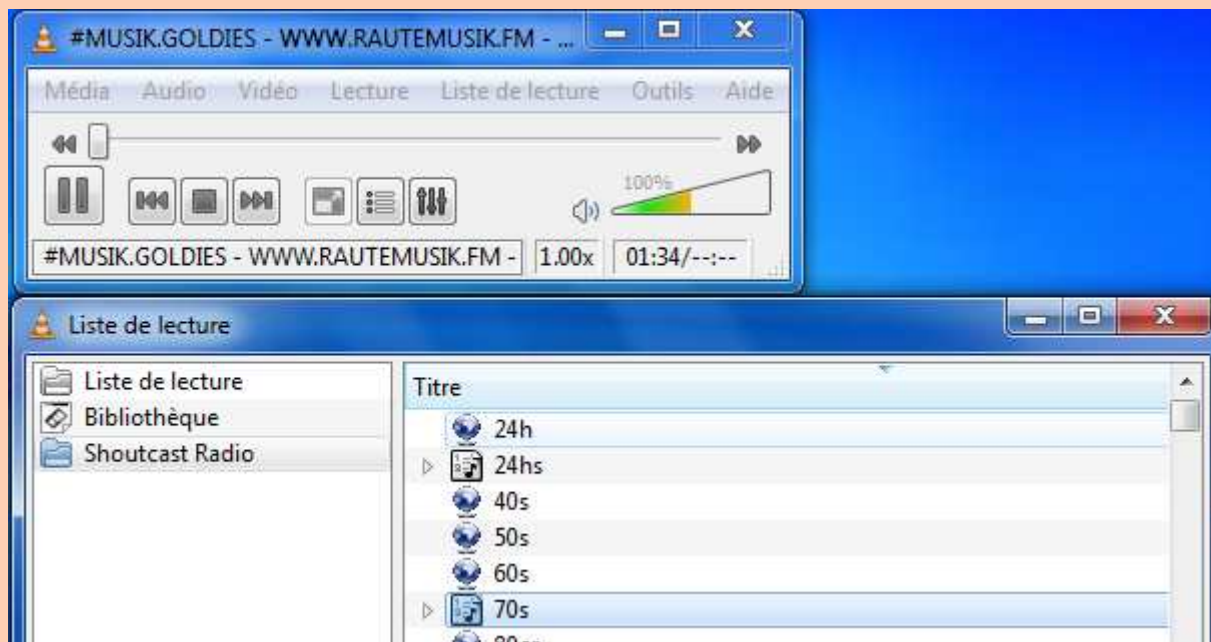 #MUSIK.GOLDIES - WWW.RAUTEMUSIK.FM - ...
Média Audio Vidéo Lecture Liste de lecture Outils Aide
100%
#MUSIK.GOLDIES - WWW.RAUTEMUSIK.FM - 1.00x 01:34/--:--
Liste de lecture
Liste de lecture
Bibliothèque
Shoutcast Radio
Titre
24h
24hs
40s
50s
60s
70s